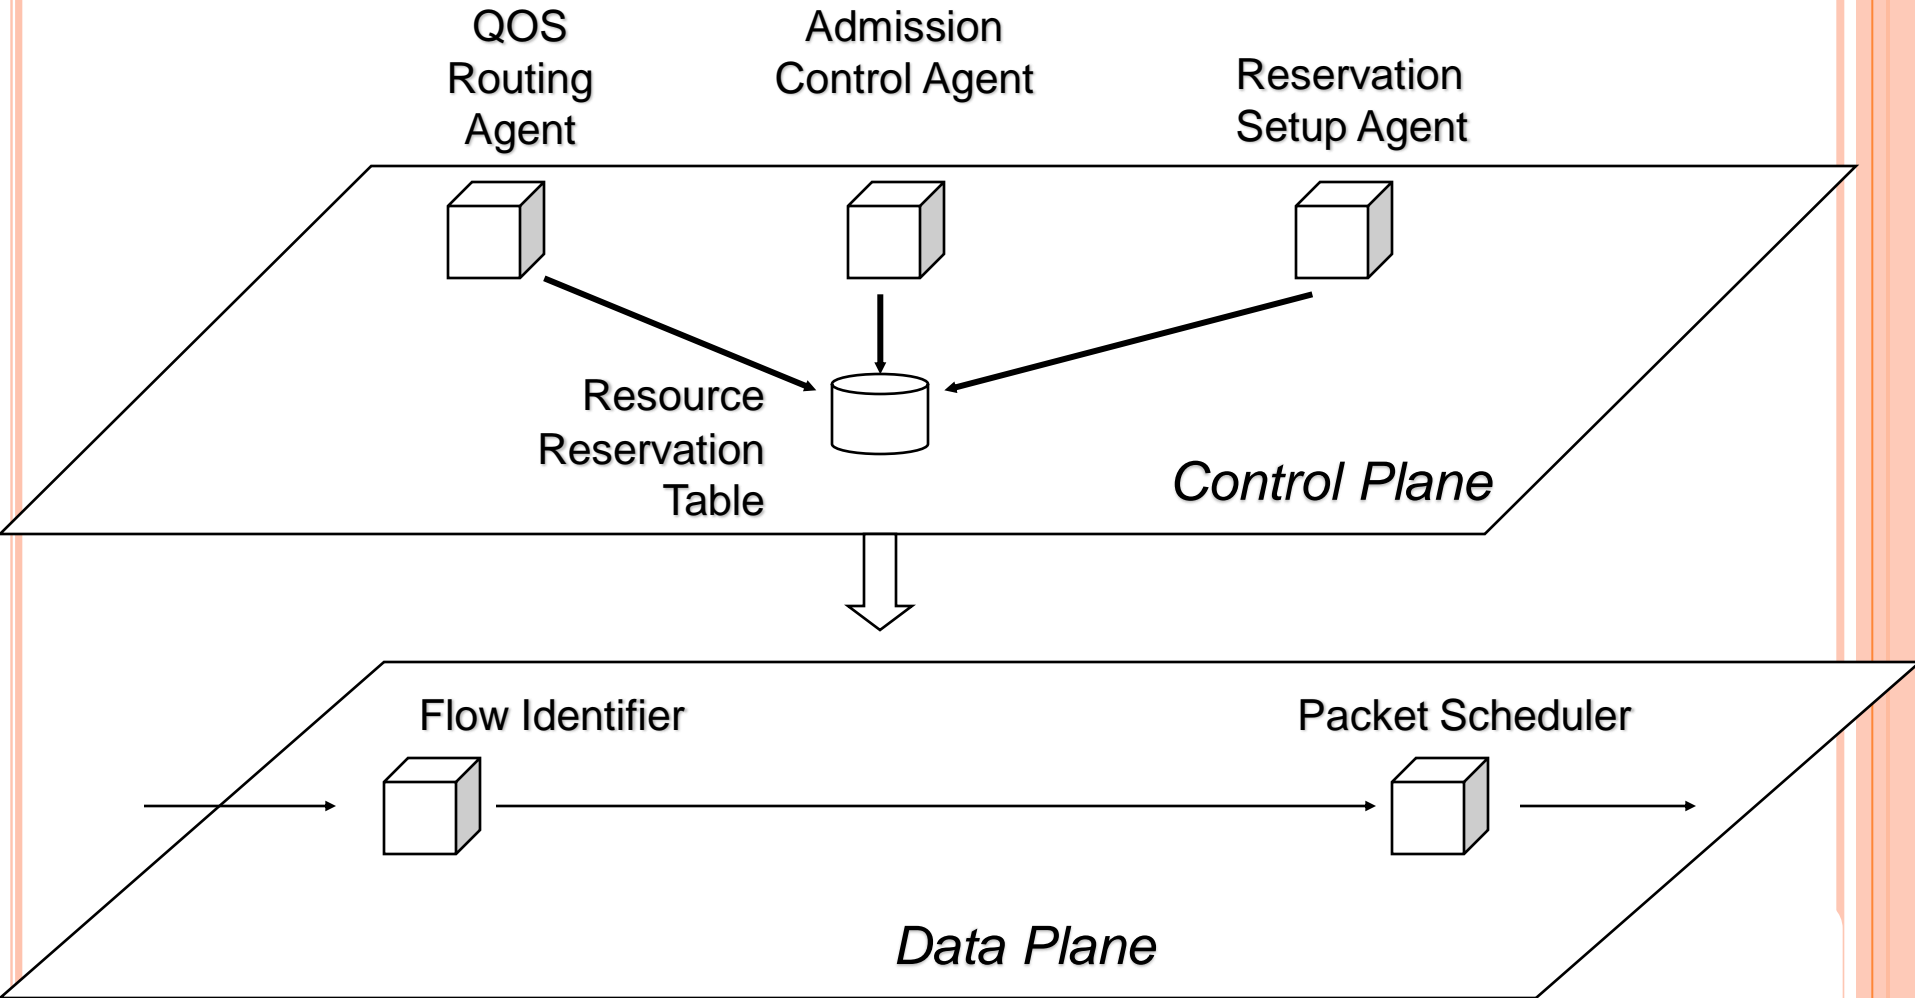 QOS
Routing
Agent
Admission
Control Agent
Reservation
Setup Agent
Resource
Reservation
Table
Control Plane
Flow Identifier
Packet Scheduler
Data Plane